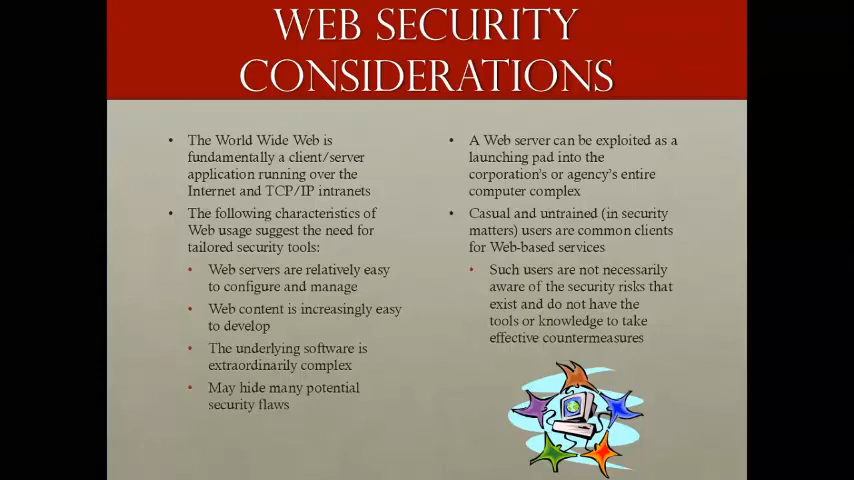 WEB SECURITY
CONSIDERATIONS
• The World Wide Web is
fundamentally a client/server
application running over the
Internet and TCP/IP intranets
• The following characteristics of
Web usage suggest the need for
tailored security tools:
• Web servers are relatively easy
to configure and manage
• Web content is increasingly easy
to develop
• The underlying software is
extraordinarily complex
• May hide many potential
security flaws
• A Web server can be exploited as a
launching pad into the
corporation's or agency's entire
computer complex
• Casual and untrained (in security
matters) users are common clients
for Web-based services
• Such users are not necessarily
aware of the security risks that
exist and do not have the
tools or knowledge to take
effective countermeasures